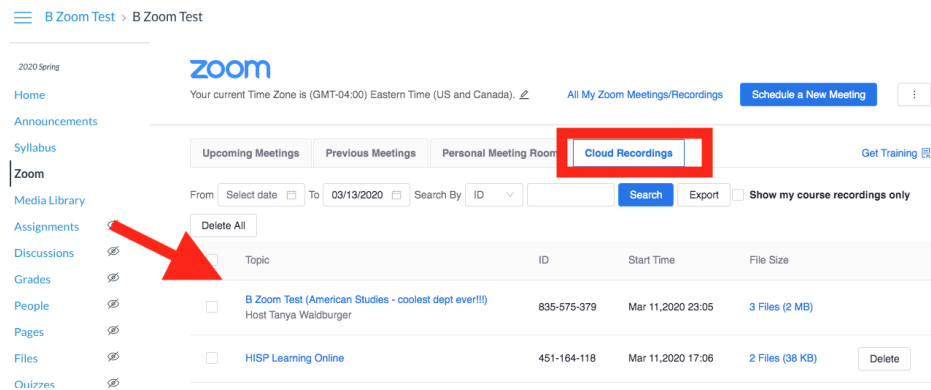 B Zoom Test > B Zoom Test
2020 Spring
Home
Announcements
Syllabus
Zoom
Media Library
Assignments
Discussions
Grades
People
Pages
Files
Quizzes
zoom
Your current Time Zone is (GMT-04:00) Eastern Time (US and Canada).
All My Zoom Meetings/Recordings
Schedule a New Meeting
Upcoming Meetings Previous Meetings Personal Meeting Room Cloud Recordings Get Training
From Select date To 03/13/2020 Search By ID Search Export Show my course recordings only
Delete All
Topic ID Start Time File Size
B Zoom Test (American Studies - coolest dept ever!!!) 835-575-379 Mar 11,2020 23:05 3 Files (2 MB)
Host Tanya Waldburger
HISP Learning Online 451-164-118 Mar 11,2020 17:06 2 Files (38 KB) Delete